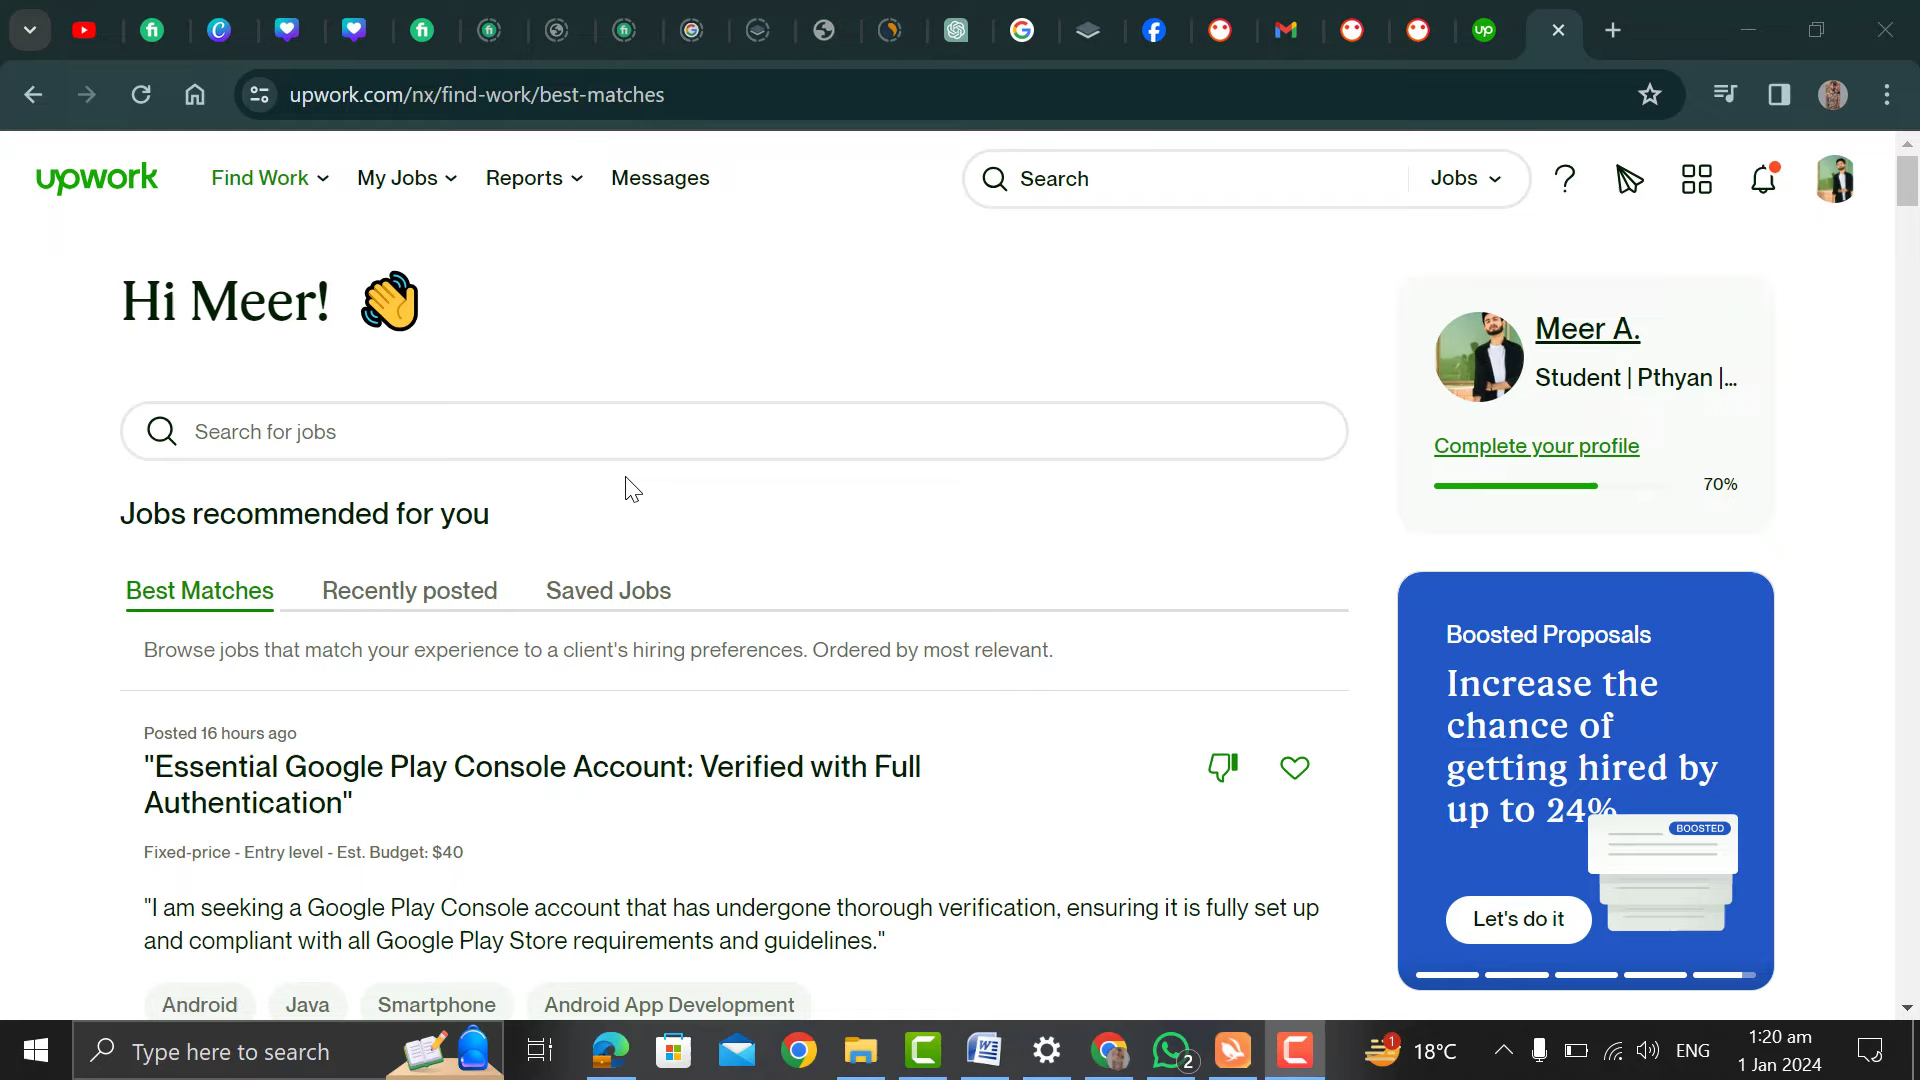 upwork.com/nx/find-work/best-matches
upwork
Find Work
My Jobs
Reports
Messages
Search
Jobs
Hi Meer!
Meer A.
Student | Pthyan |...
Search for jobs
Complete your profile
70%
Jobs recommended for you
Best Matches
Recently posted
Saved Jobs
Browse jobs that match your experience to a client's hiring preferences. Ordered by most relevant.
Boosted Proposals
Increase the
chance of
getting hired by
up to 24%
BOOSTED
Let's do it
Posted 16 hours ago
"Essential Google Play Console Account: Verified with Full
Authentication"
Fixed-price - Entry level - Est. Budget: $40
"I am seeking a Google Play Console account that has undergone thorough verification, ensuring it is fully set up
and compliant with all Google Play Store requirements and guidelines."
Android
Java
Smartphone
Android App Development
Type here to search
2
1
18°C
ENG
1:20 am
1 Jan 2024